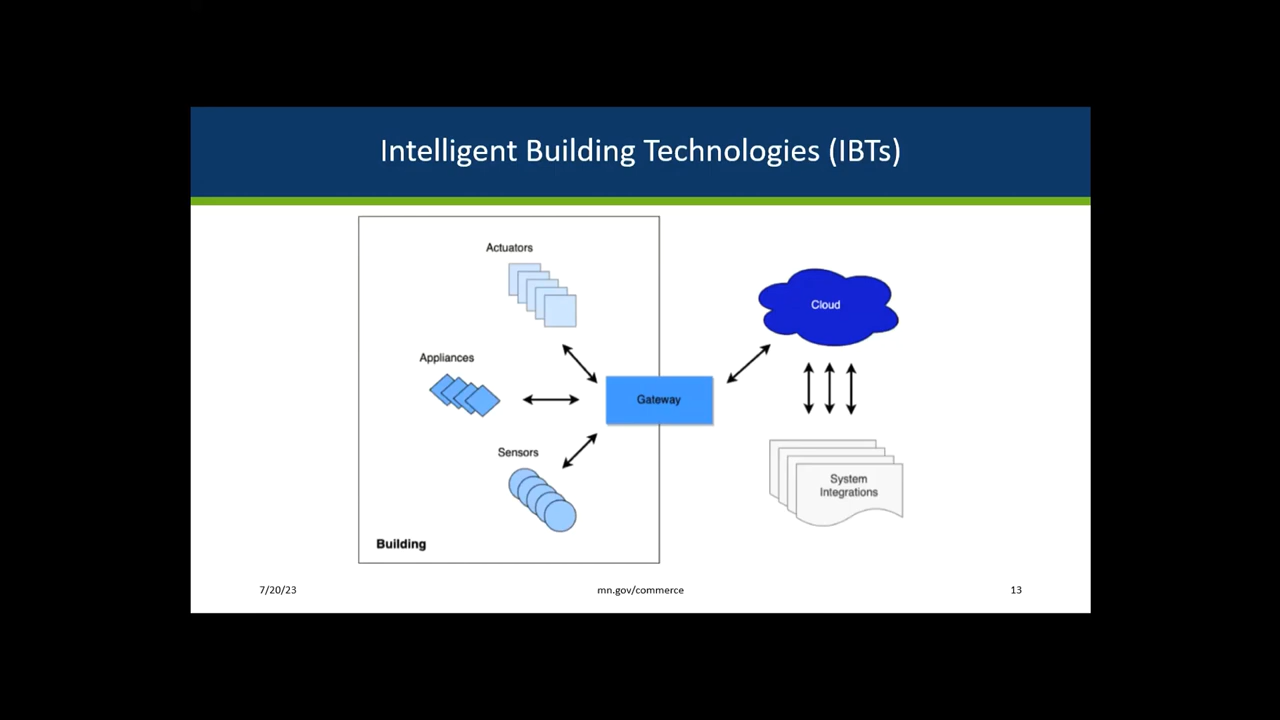 Intelligent Building Technologies (IBTs)
Actuators
Cloud
Appliances
Gateway
Sensors
System
Integrations
Building
7/20/23
mn.gov/commerce
13